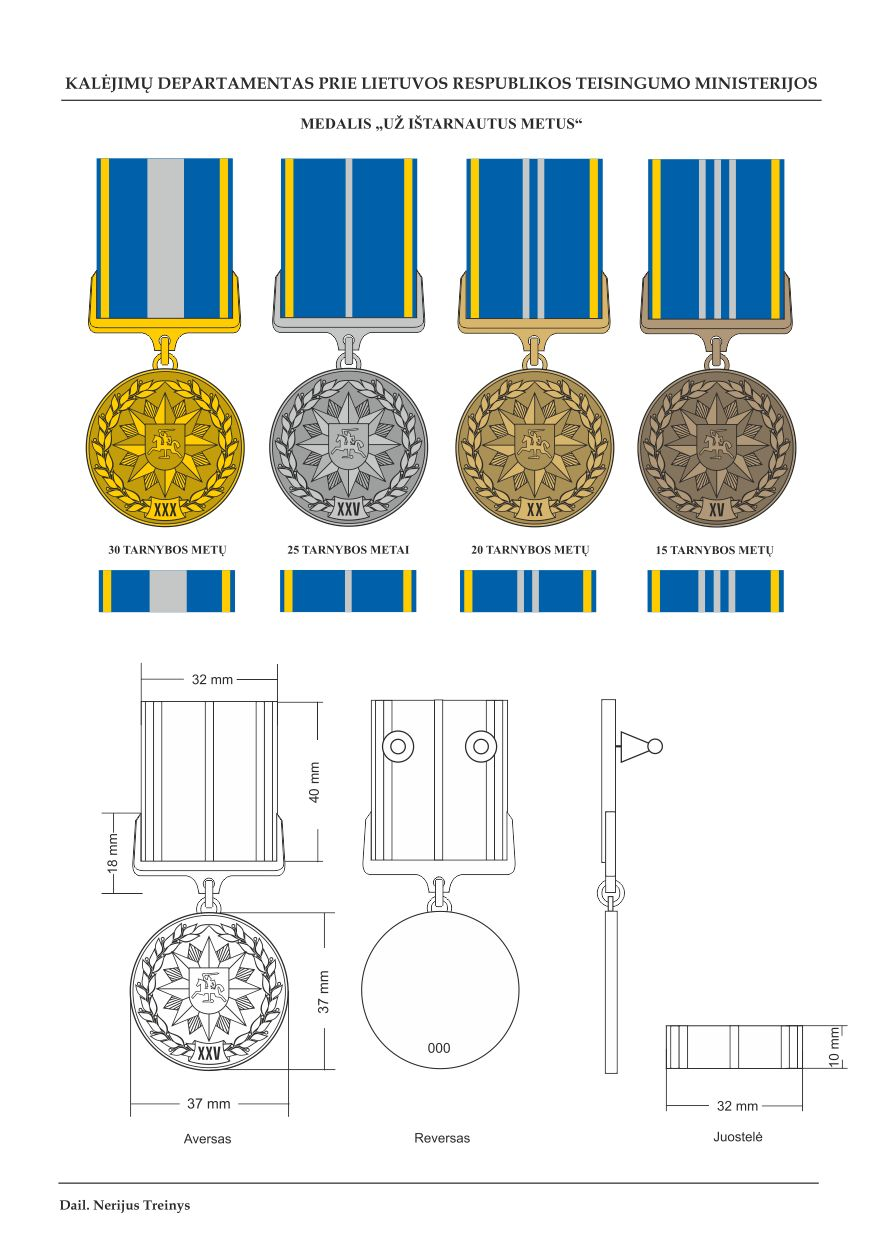 KALĖJIMŲ DEPARTAMENTAS PRIE LIETUVOS RESPUBLIKOS TEISINGUMO MINISTERIJOS
MEDALIS „UŽ IŠTARNAUTUS METUS“
XXX XXV XX XV
30 TARNYBOS METŲ 25 TARNYBOS METAI 20 TARNYBOS METŲ 15 TARNYBOS METŲ
32 mm
40 mm
18 mm
37 mm
XXV
000
10 mm
37 mm
32 mm
Aversas Reversas Juostelė
Dail. Nerijus Treinys